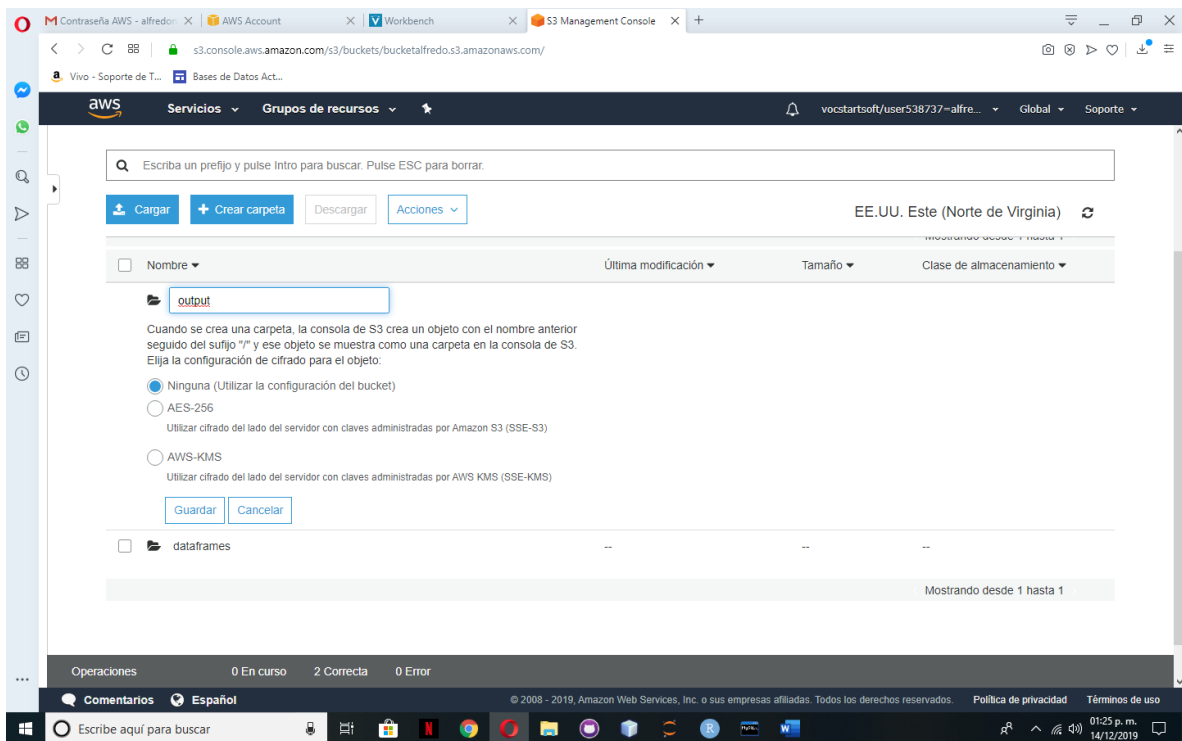 Contraseña AWS - alfredon
AWS Account
Workbench
S3 Management Console
s3.console.aws.amazon.com/s3/buckets/bucketalfredo.s3.amazonaws.com/
Vivo - Soporte de T...
Bases de Datos Act...
aws
Servicios
Grupos de recursos
vocstartsoft/user538737=alfre...
Global
Soporte
Escriba un prefijo y pulse Intro para buscar. Pulse ESC para borrar.
Cargar
Crear carpeta
Descargar
Acciones
EE.UU. Este (Norte de Virginia)
Mostrando desde 1 hasta 1
Nombre
Última modificación
Tamaño
Clase de almacenamiento
output
Cuando se crea una carpeta, la consola de S3 crea un objeto con el nombre anterior
seguido del sufijo "/" y ese objeto se muestra como una carpeta en la consola de S3.
Elija la configuración de cifrado para el objeto:
Ninguna (Utilizar la configuración del bucket)
AES-256
Utilizar cifrado del lado del servidor con claves administradas por Amazon S3 (SSE-S3)
AWS-KMS
Utilizar cifrado del lado del servidor con claves administradas por AWS KMS (SSE-KMS)
Guardar
Cancelar
dataframes
--
--
--
Mostrando desde 1 hasta 1
Operaciones
0 En curso
2 Correcta
0 Error
Comentarios
Español
© 2008 - 2019, Amazon Web Services, Inc. o sus empresas afiliadas. Todos los derechos reservados.
Política de privacidad
Términos de uso
Escribe aquí para buscar
01:25 p. m.
14/12/2019